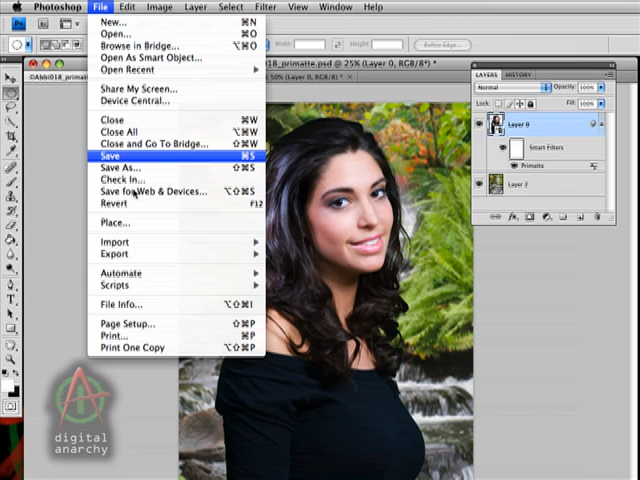 Photoshop File Edit Image Layer Select Filter View Window Help
Width: Height: Refine Edge...
©Abbi018_primatt
018_primatte.psd @ 25% (Layer 0, RGB/8*) *
50% (Layer 1, RGB/8*) *
New... ⌘N
Open... ⌘O
Browse in Bridge... ⌥⌘O
Open As Smart Object...
Open Recent
Share My Screen...
Device Central...
Close ⌘W
Close All ⌥⌘W
Close and Go To Bridge... ⇧⌘W
Save ⌘S
Save As... ⇧⌘S
Check In...
Save for Web & Devices... ⌥⇧⌘S
Revert F12
Place...
Import
Export
Automate
Scripts
File Info... ⌥⇧⌘I
Page Setup... ⇧⌘P
Print... ⌘P
Print One Copy ⌥⇧⌘P
LAYERS HISTORY
Normal Opacity: 100%
Lock: Fill: 100%
Layer 0
Smart Filters
Primatte
Layer 2
digital
anarchy